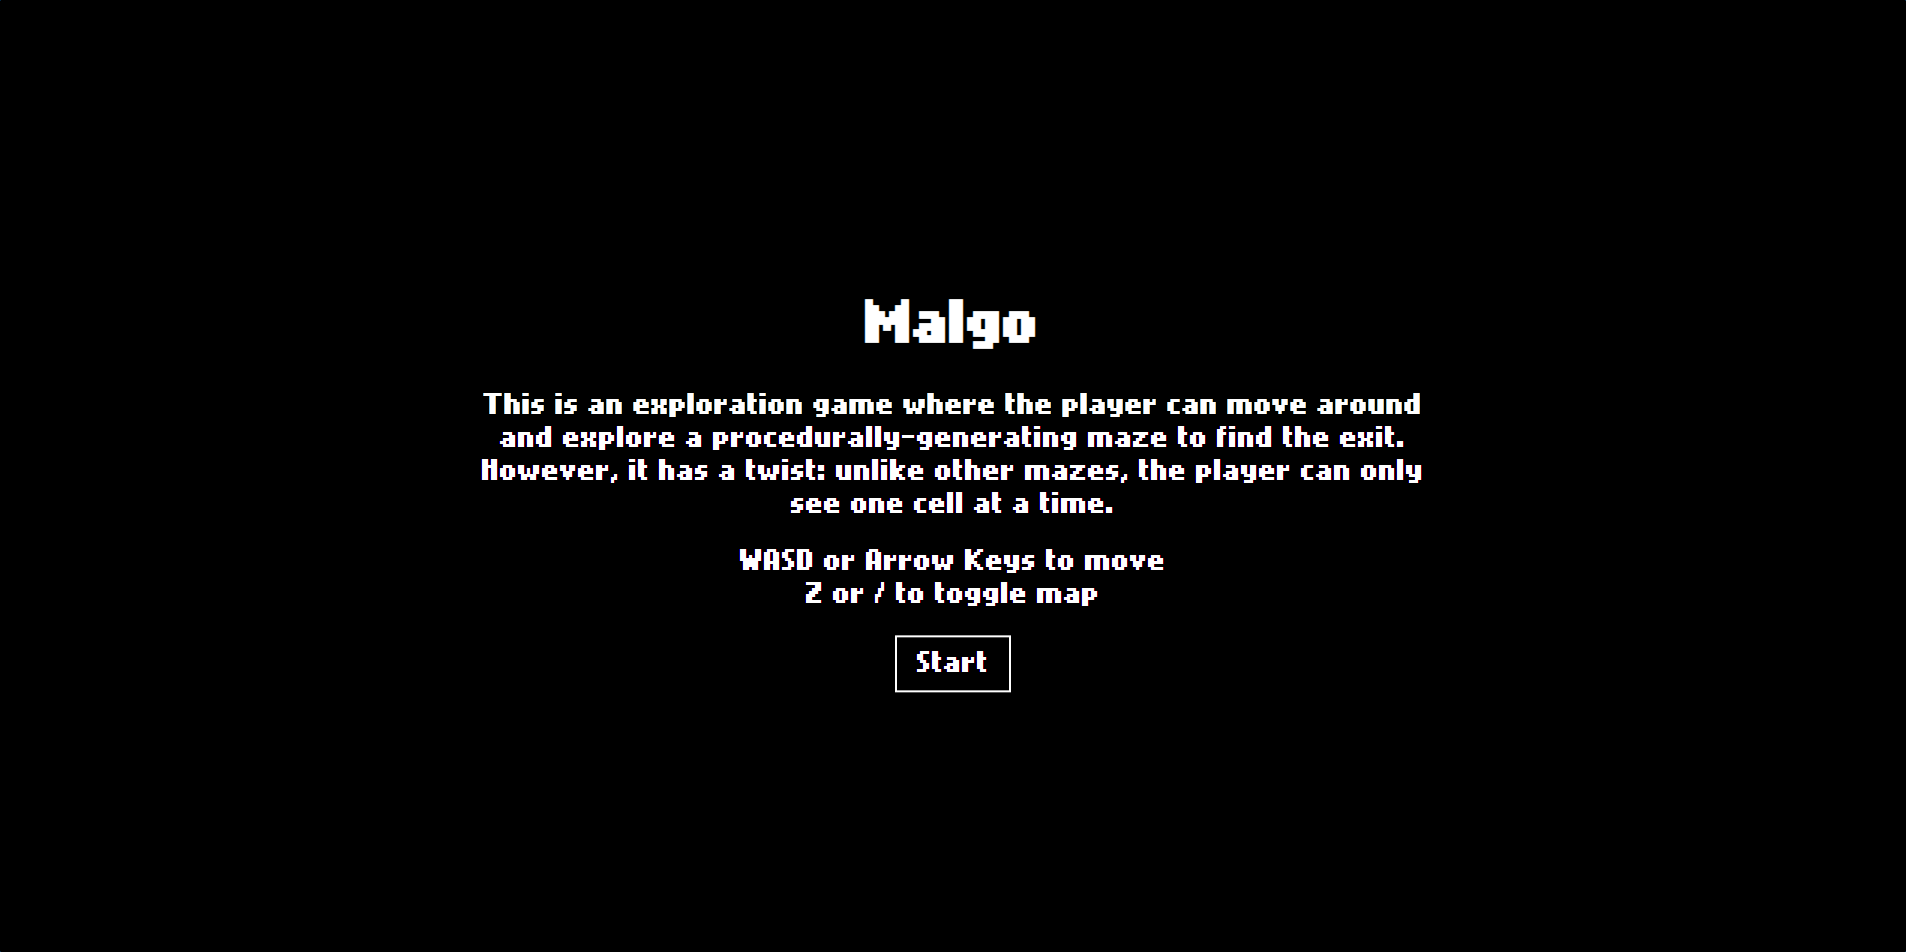 Malgo
This is an exploration game where the player can move around
and explore a procedurally-generating maze to find the exit.
However, it has a twist: unlike other mazes, the player can only
see one cell at a time.
WASD or Arrow Keys to move
Z or / to toggle map
Start